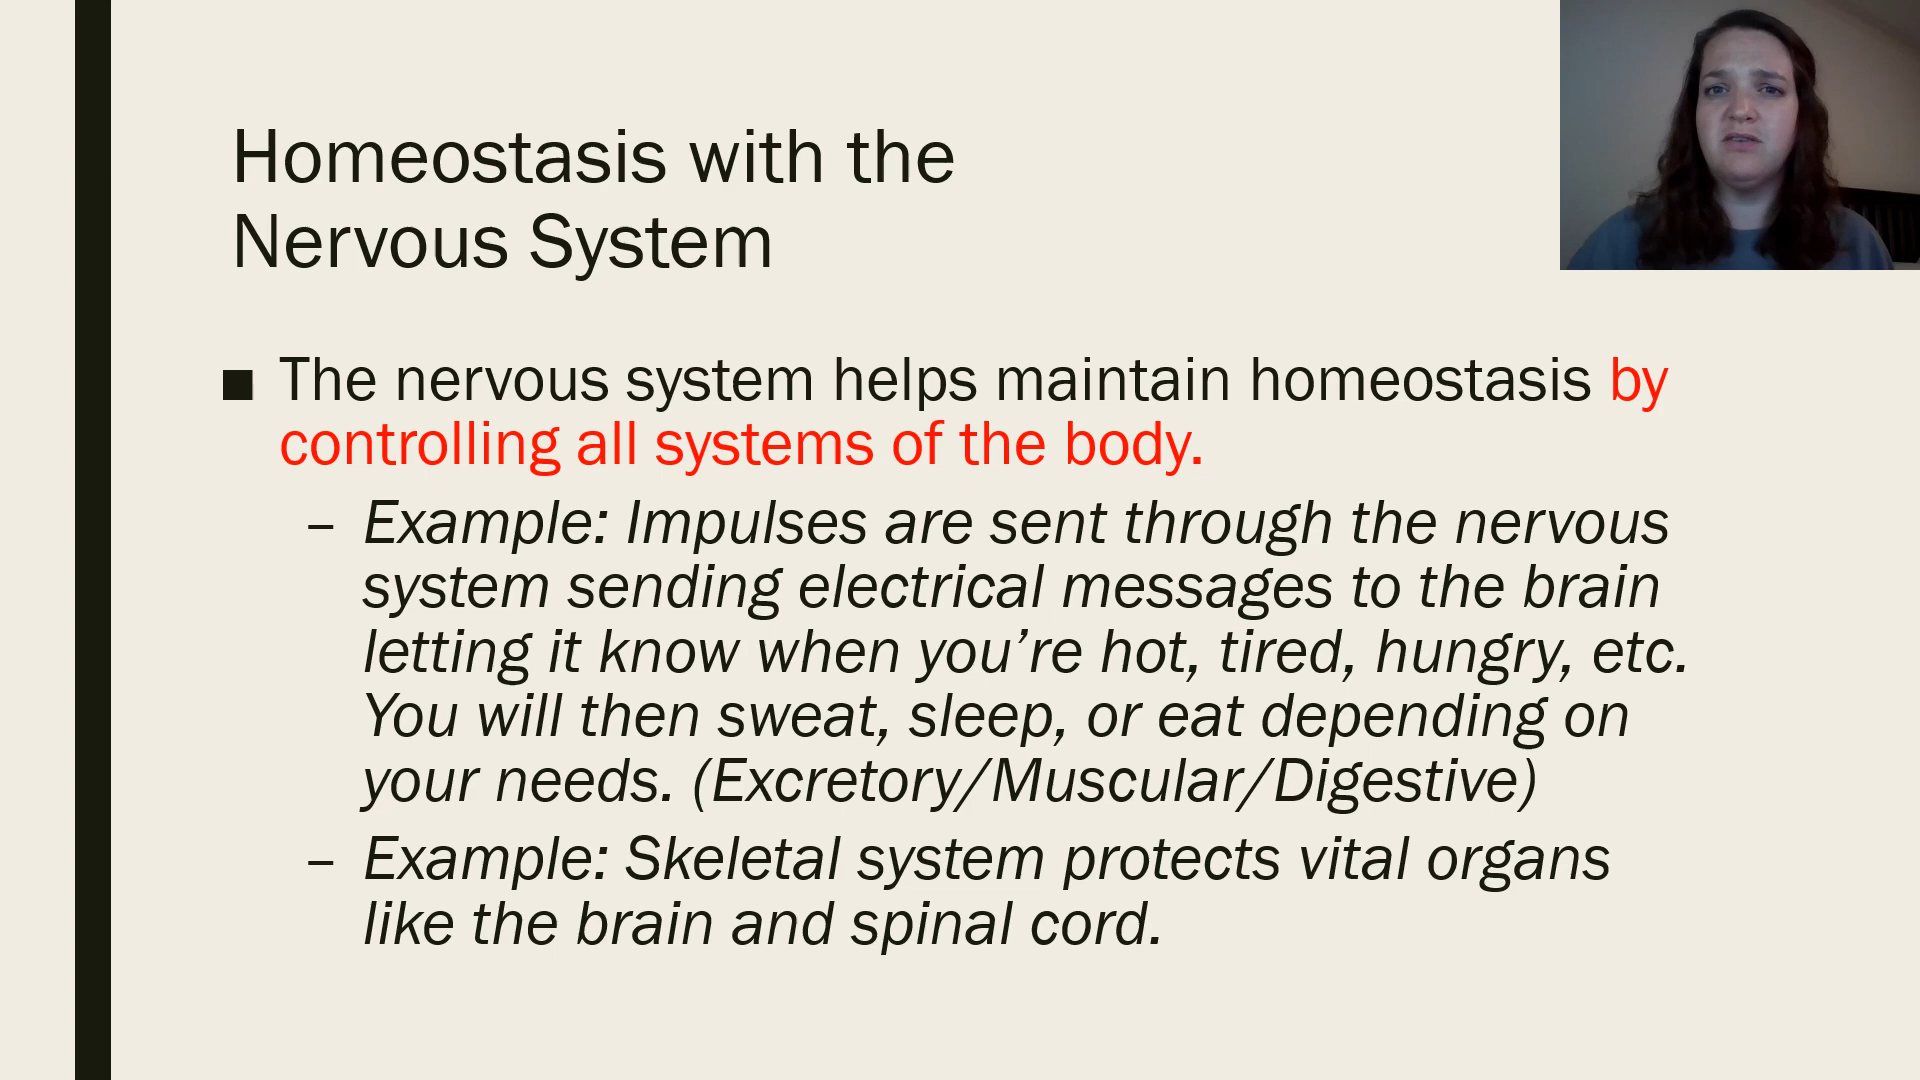 Homeostasis with the
Nervous System
■ The nervous system helps maintain homeostasis by
controlling all systems of the body.
– Example: Impulses are sent through the nervous
system sending electrical messages to the brain
letting it know when you’re hot, tired, hungry, etc.
You will then sweat, sleep, or eat depending on
your needs. (Excretory/Muscular/Digestive)
– Example: Skeletal system protects vital organs
like the brain and spinal cord.